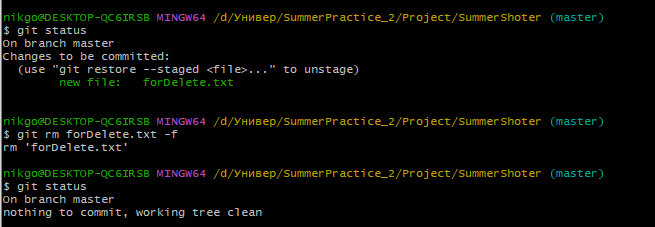 nikgo@DESKTOP-QC6IRSB MINGW64 /d/Универ/SummerPractice_2/Project/SummerShoter (master)
$ git status
On branch master
Changes to be committed:
  (use "git restore --staged <file>..." to unstage)
        new file:   forDelete.txt

nikgo@DESKTOP-QC6IRSB MINGW64 /d/Универ/SummerPractice_2/Project/SummerShoter (master)
$ git rm forDelete.txt -f
rm 'forDelete.txt'

nikgo@DESKTOP-QC6IRSB MINGW64 /d/Универ/SummerPractice_2/Project/SummerShoter (master)
$ git status
On branch master
nothing to commit, working tree clean